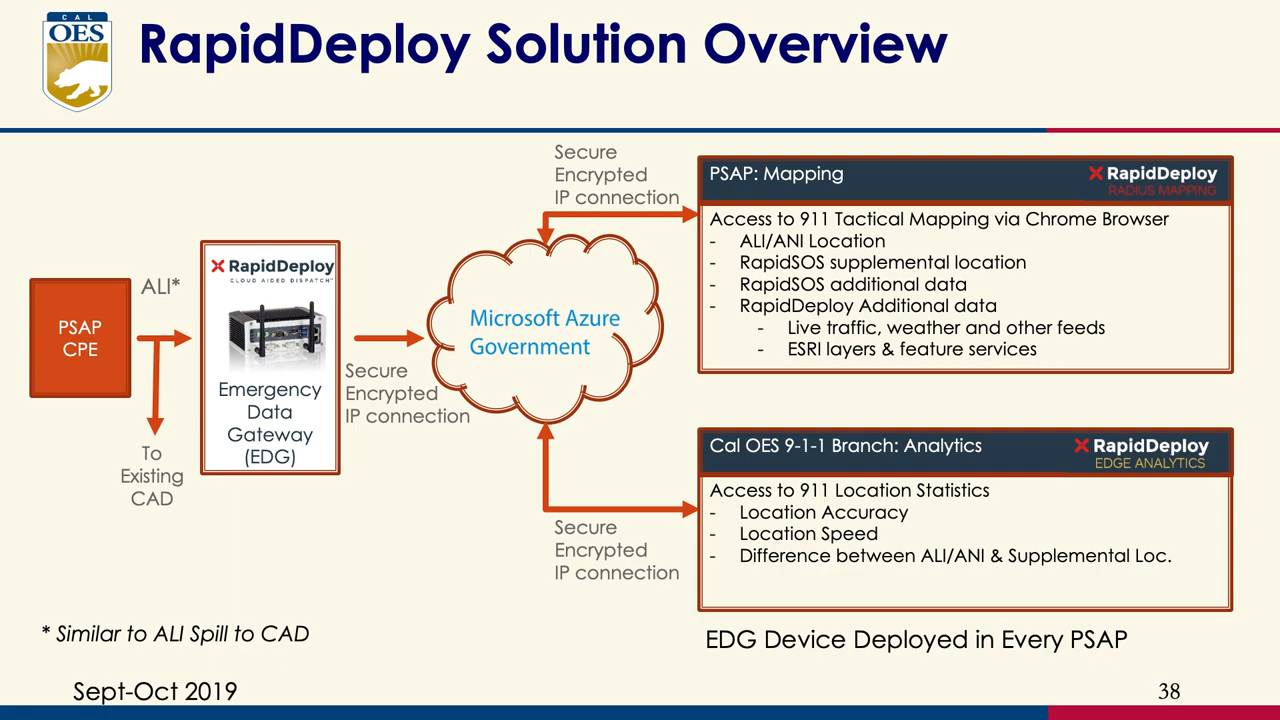 CAL
OES
RapidDeploy Solution Overview
Secure
Encrypted
IP connection
PSAP: Mapping
RapidDeploy
RADIUS MAPPING
Access to 911 Tactical Mapping via Chrome Browser
- ALI/ANI Location
- RapidSOS supplemental location
- RapidSOS additional data
- RapidDeploy Additional data
- Live traffic, weather and other feeds
- ESRI layers & feature services
PSAP
CPE
ALI*
To
Existing
CAD
RapidDeploy
CLOUD AIDED DISPATCH™
Emergency
Data
Gateway
(EDG)
Secure
Encrypted
IP connection
Microsoft Azure
Government
Cal OES 9-1-1 Branch: Analytics
RapidDeploy
EDGE ANALYTICS
Access to 911 Location Statistics
- Location Accuracy
- Location Speed
- Difference between ALI/ANI & Supplemental Loc.
Secure
Encrypted
IP connection
* Similar to ALI Spill to CAD
EDG Device Deployed in Every PSAP
Sept-Oct 2019
38